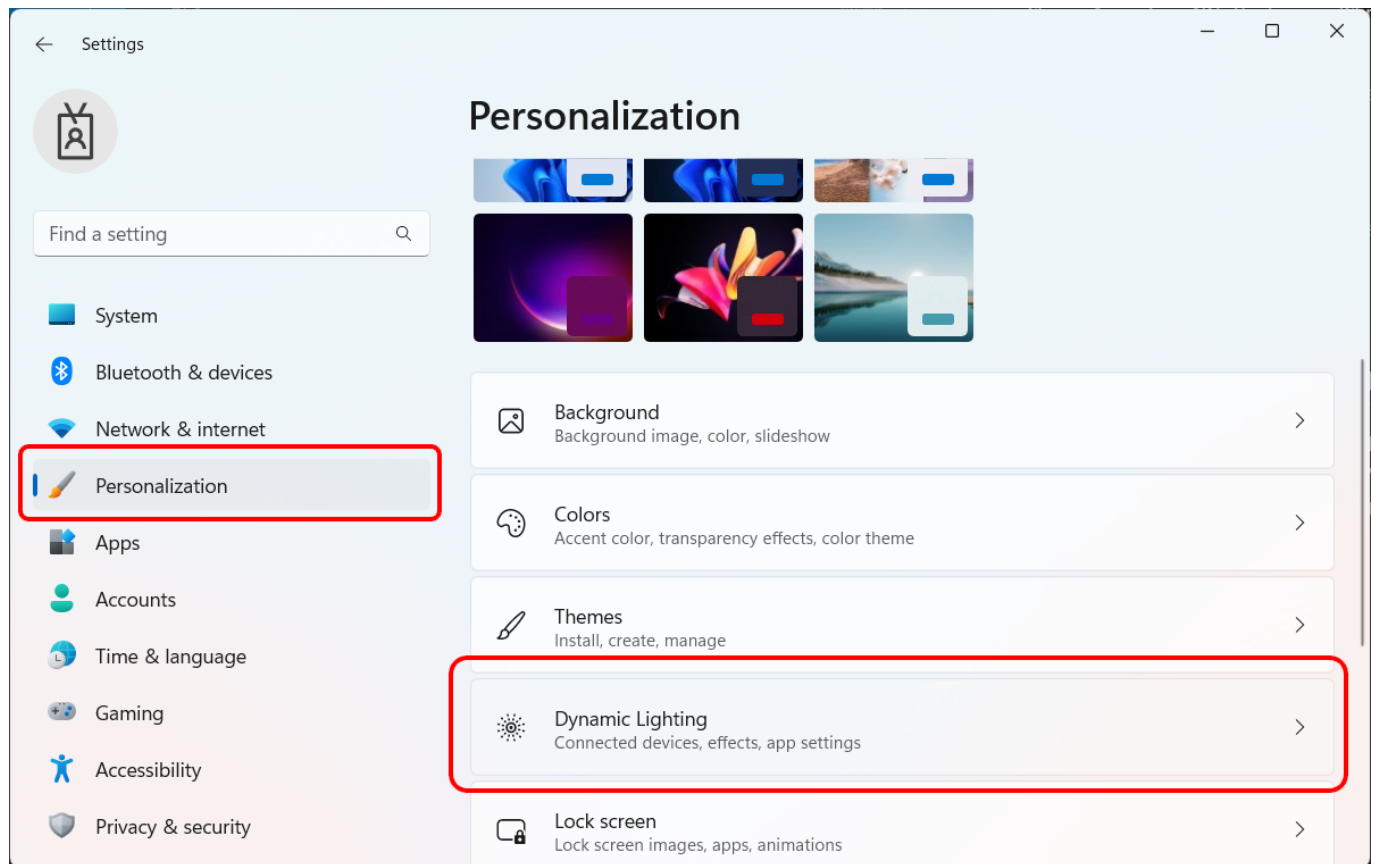 Settings
Find a setting
System
Bluetooth & devices
Network & internet
Personalization
Apps
Accounts
Time & language
Gaming
Accessibility
Privacy & security
Personalization
Background
Background image, color, slideshow
Colors
Accent color, transparency effects, color theme
Themes
Install, create, manage
Dynamic Lighting
Connected devices, effects, app settings
Lock screen
Lock screen images, apps, animations